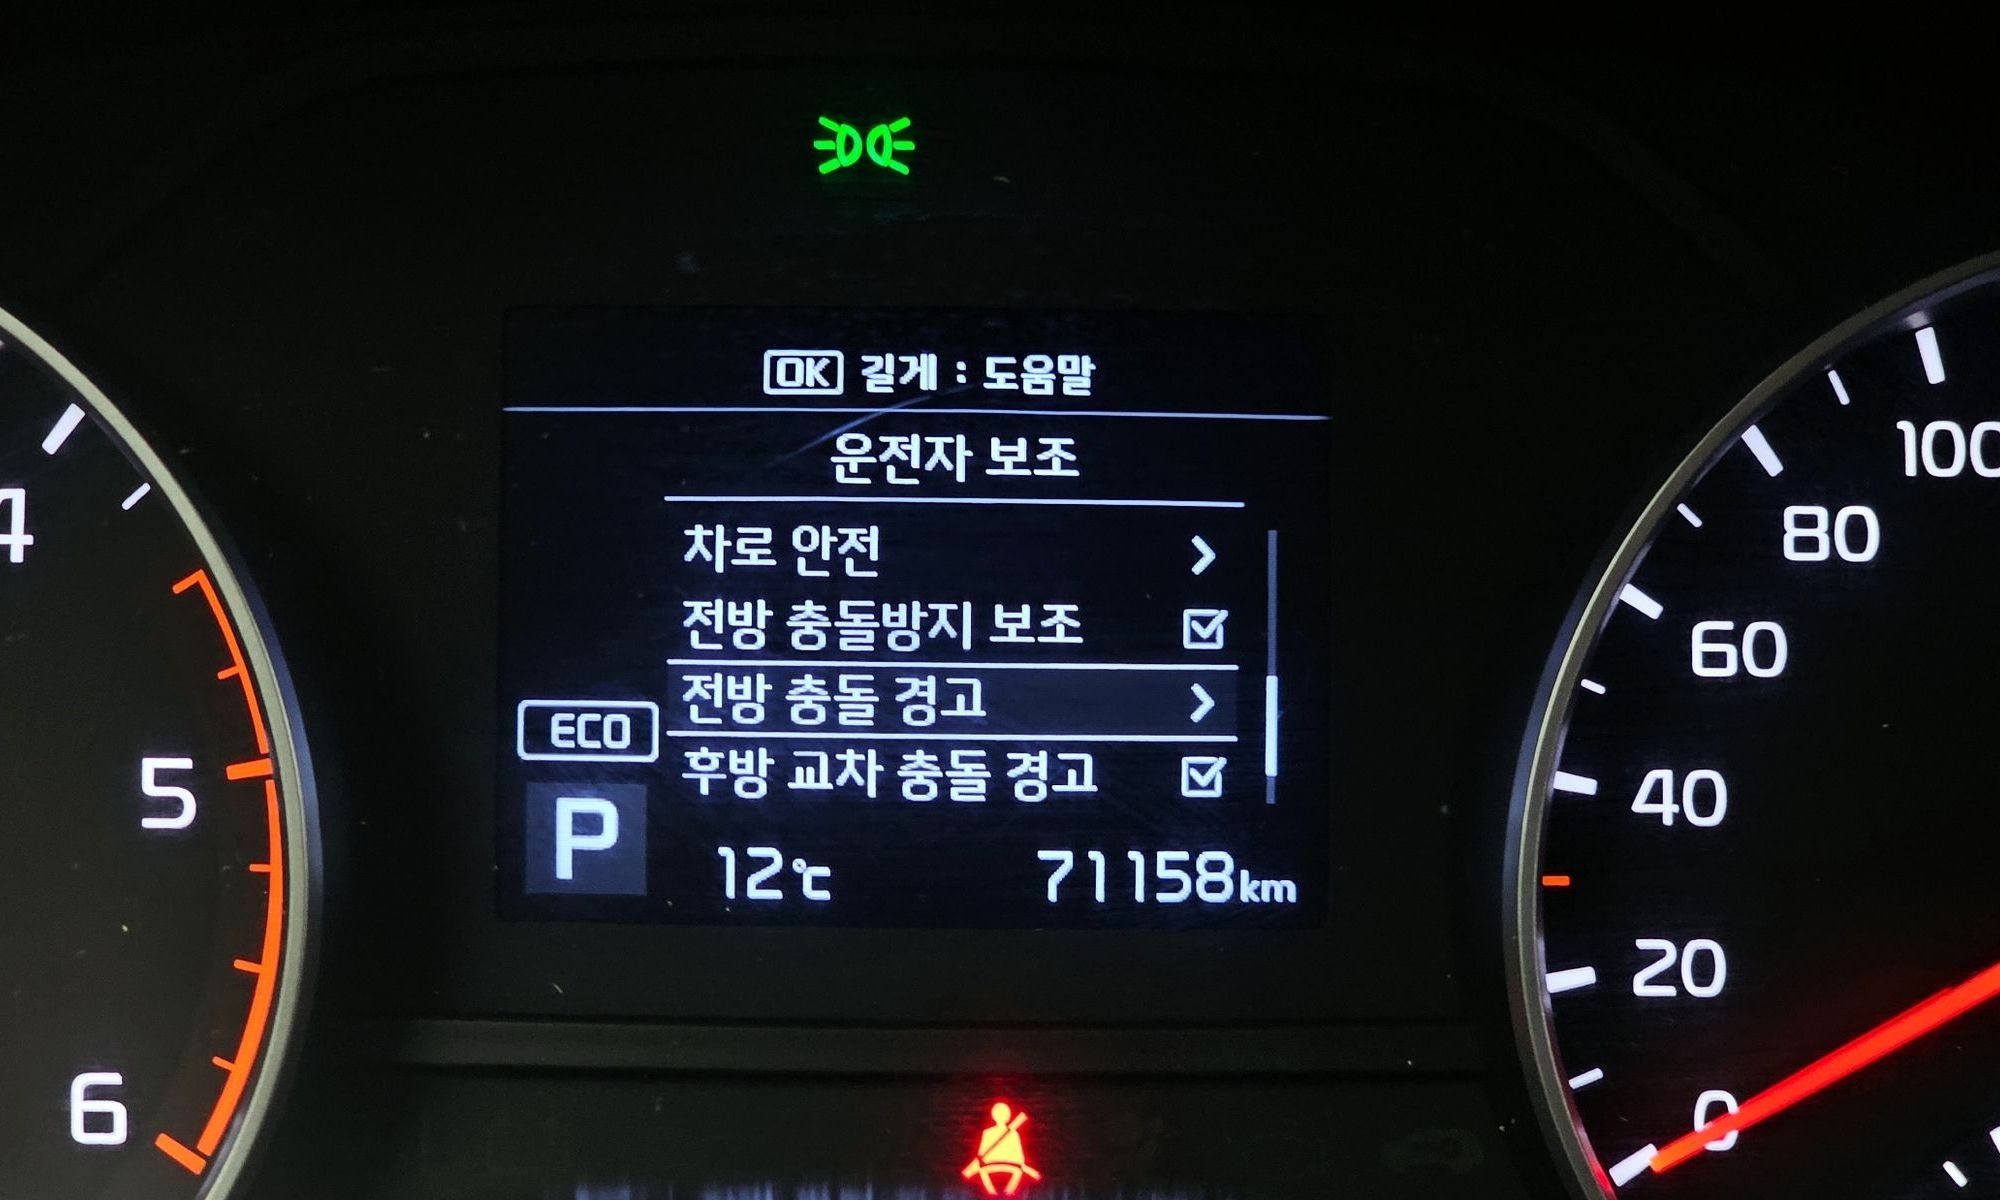 OK 길게 : 도움말
운전자 보조
차로 안전
전방 충돌방지 보조
전방 충돌 경고
후방 교차 충돌 경고
ECO
P
12℃
71158km
4
5
6
100
80
60
40
20
0